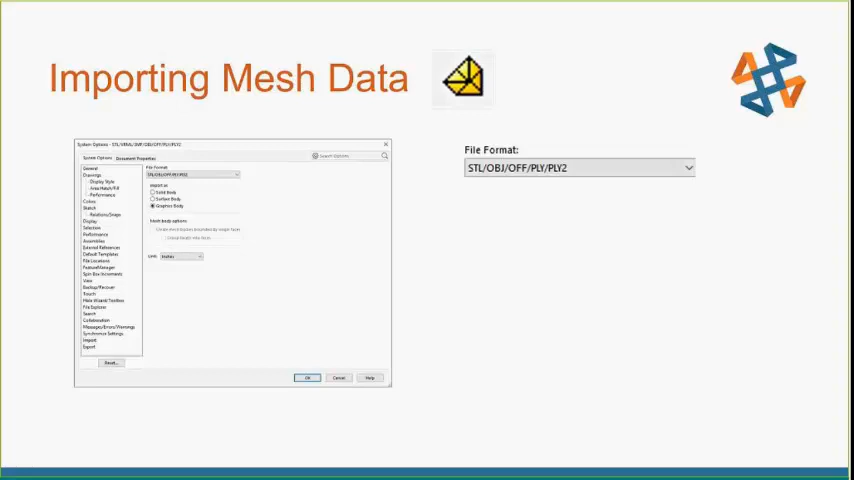 Importing Mesh Data
System Options - STL/VRML/3MF/OBJ/OFF/PLY/PLY2
System Options
Document Properties
Search Options
General
Drawings
Display Style
Area Hatch/Fill
Performance
Colors
Sketch
Relations/Snaps
Display
Selection
Performance
Assemblies
External References
Default Templates
File Locations
FeatureManager
Spin Box Increments
View
Backup/Recover
Touch
Hole Wizard/Toolbox
File Explorer
Search
Collaboration
Messages/Errors/Warnings
Synchronize Settings
Import
Export
Reset...
File Format
STL/OBJ/OFF/PLY/PLY2
Import as
Solid Body
Surface Body
Graphics Body
Mesh body options
Unit:
Inches
OK
Cancel
Help
File Format:
STL/OBJ/OFF/PLY/PLY2